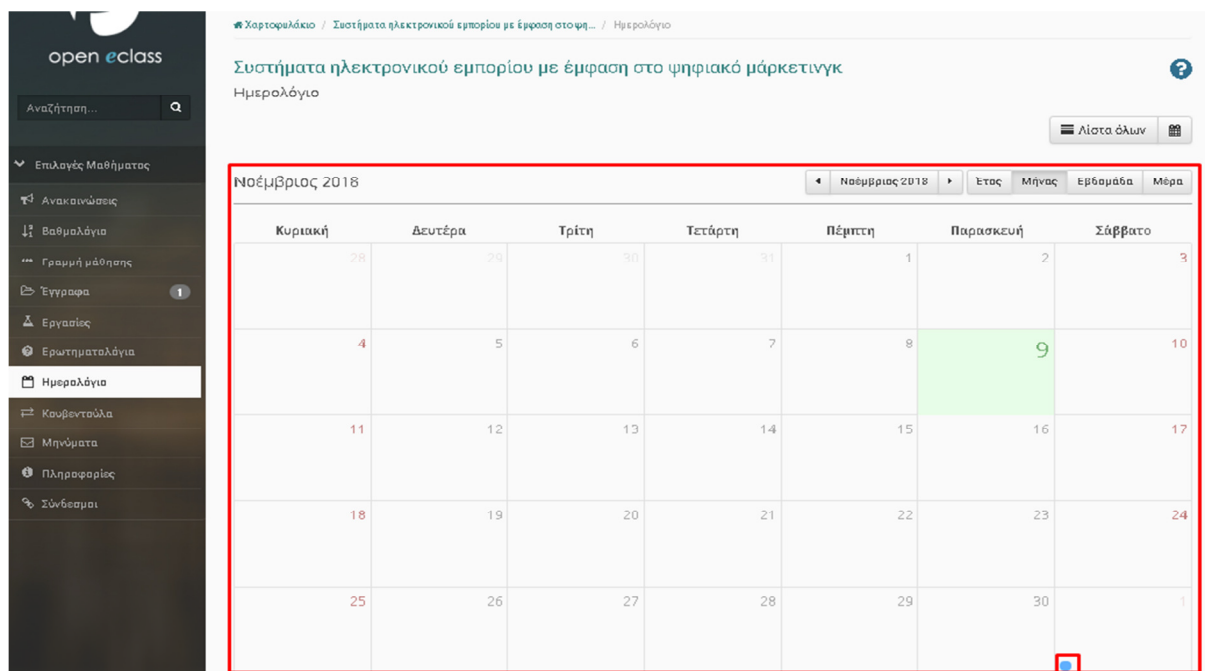 open eclass
Αναζήτηση...
Επιλογές Μαθήματος
Ανακοινώσεις
Βαθμολόγιο
Γραμμή μάθησης
Έγγραφα 1
Εργασίες
Ερωτηματολόγια
Ημερολόγιο
Κουβεντούλα
Μηνύματα
Πληροφορίες
Σύνδεσμοι
Χαρτοφυλάκιο / Συστήματα ηλεκτρονικού εμπορίου με έμφαση στο ψη... / Ημερολόγιο
Συστήματα ηλεκτρονικού εμπορίου με έμφαση στο ψηφιακό μάρκετινγκ
Ημερολόγιο
Λίστα όλων
Νοέμβριος 2018 Νοέμβριος 2018 Έτος Μήνας Εβδομάδα Μέρα
Κυριακή Δευτέρα Τρίτη Τετάρτη Πέμπτη Παρασκευή Σάββατο
28 29 30 31 1 2 3
4 5 6 7 8 9 10
11 12 13 14 15 16 17
18 19 20 21 22 23 24
25 26 27 28 29 30 1